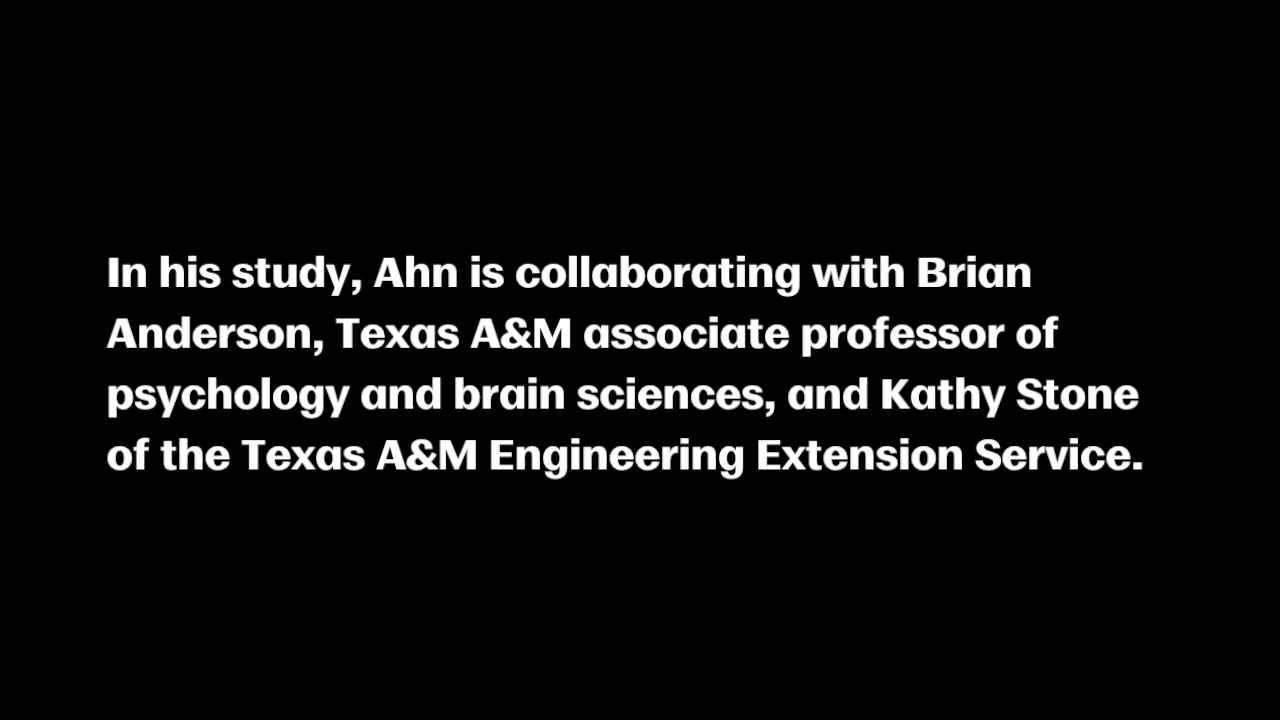 In his study, Ahn is collaborating with Brian
Anderson, Texas A&M associate professor of
psychology and brain sciences, and Kathy Stone
of the Texas A&M Engineering Extension Service.